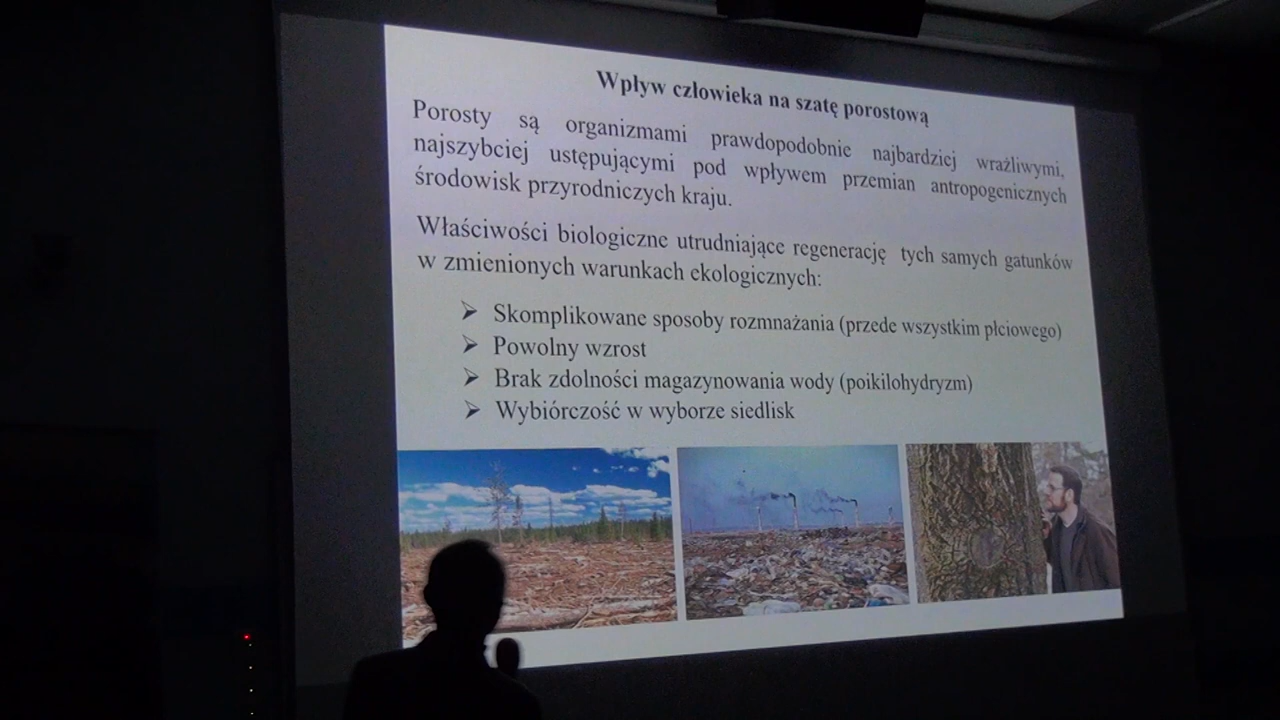 Wpływ człowieka na szatę porostową
Porosty są organizmami prawdopodobnie najbardziej wrażliwymi,
najszybciej ustępującymi pod wpływem przemian antropogenicznych
środowisk przyrodniczych kraju.
Właściwości biologiczne utrudniające regenerację tych samych gatunków
w zmienionych warunkach ekologicznych:
➢ Skomplikowane sposoby rozmnażania (przede wszystkim płciowego)
➢ Powolny wzrost
➢ Brak zdolności magazynowania wody (poikilohydryzm)
➢ Wybiórczość w wyborze siedlisk